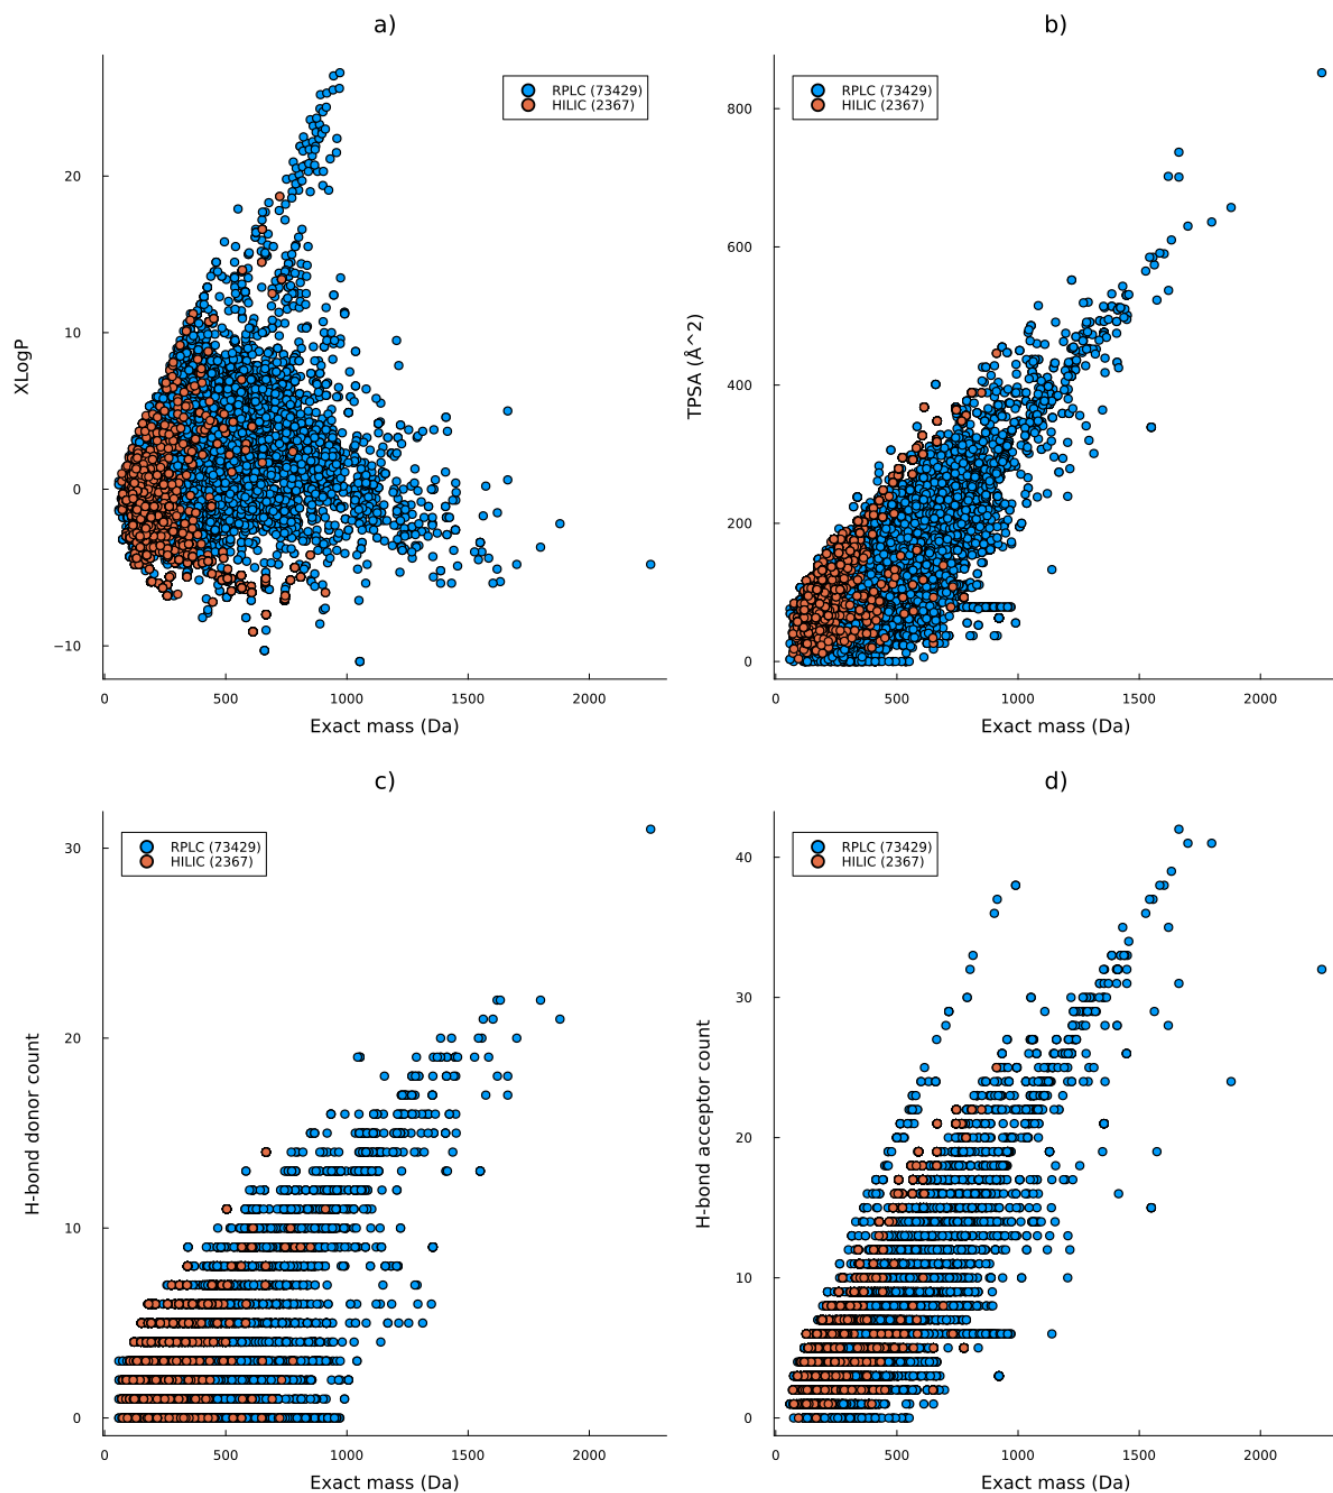 a)
RPLC (73429)
HILIC (2367)
XLogP
20
10
0
−10
0 500 1000 1500 2000
Exact mass (Da)
b)
RPLC (73429)
HILIC (2367)
TPSA (Å^2)
800
600
400
200
0
0 500 1000 1500 2000
Exact mass (Da)
c)
RPLC (73429)
HILIC (2367)
H-bond donor count
30
20
10
0
0 500 1000 1500 2000
Exact mass (Da)
d)
RPLC (73429)
HILIC (2367)
H-bond acceptor count
40
30
20
10
0
0 500 1000 1500 2000
Exact mass (Da)